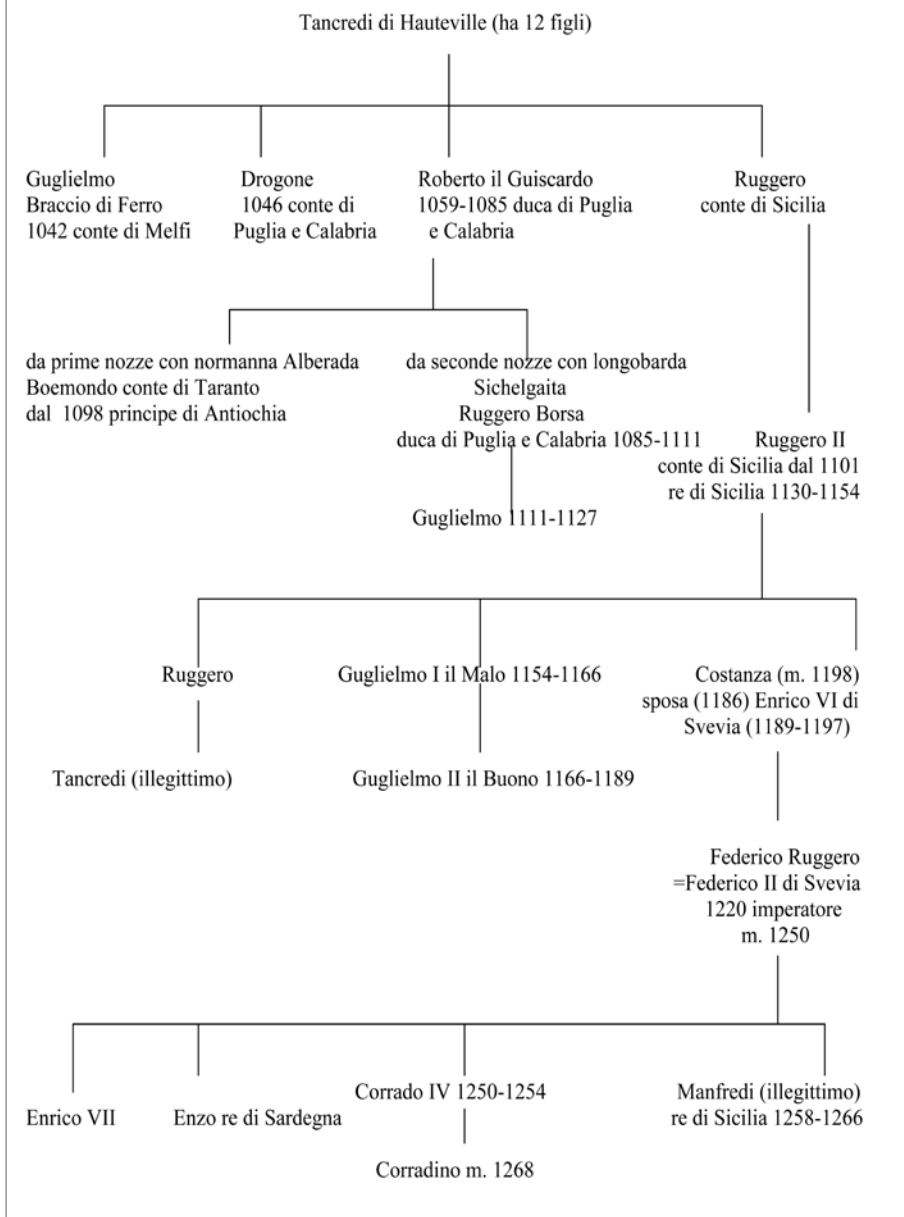 Tancredi di Hauteville (ha 12 figli)
Guglielmo
Braccio di Ferro
1042 conte di Melfi
Drogone
1046 conte di
Puglia e Calabria
Roberto il Guiscardo
1059-1085 duca di Puglia
e Calabria
Ruggero
conte di Sicilia
da prime nozze con normanna Alberada
Boemondo conte di Taranto
dal 1098 principe di Antiochia
da seconde nozze con longobarda
Sichelgaita
Ruggero Borsa
duca di Puglia e Calabria 1085-1111
Guglielmo 1111-1127
Ruggero II
conte di Sicilia dal 1101
re di Sicilia 1130-1154
Ruggero
Guglielmo I il Malo 1154-1166
Costanza (m. 1198)
sposa (1186) Enrico VI di
Svevia (1189-1197)
Tancredi (illegittimo)
Guglielmo II il Buono 1166-1189
Federico Ruggero
=Federico II di Svevia
1220 imperatore
m. 1250
Enrico VII
Enzo re di Sardegna
Corrado IV 1250-1254
Manfredi (illegittimo)
re di Sicilia 1258-1266
Corradino m. 1268